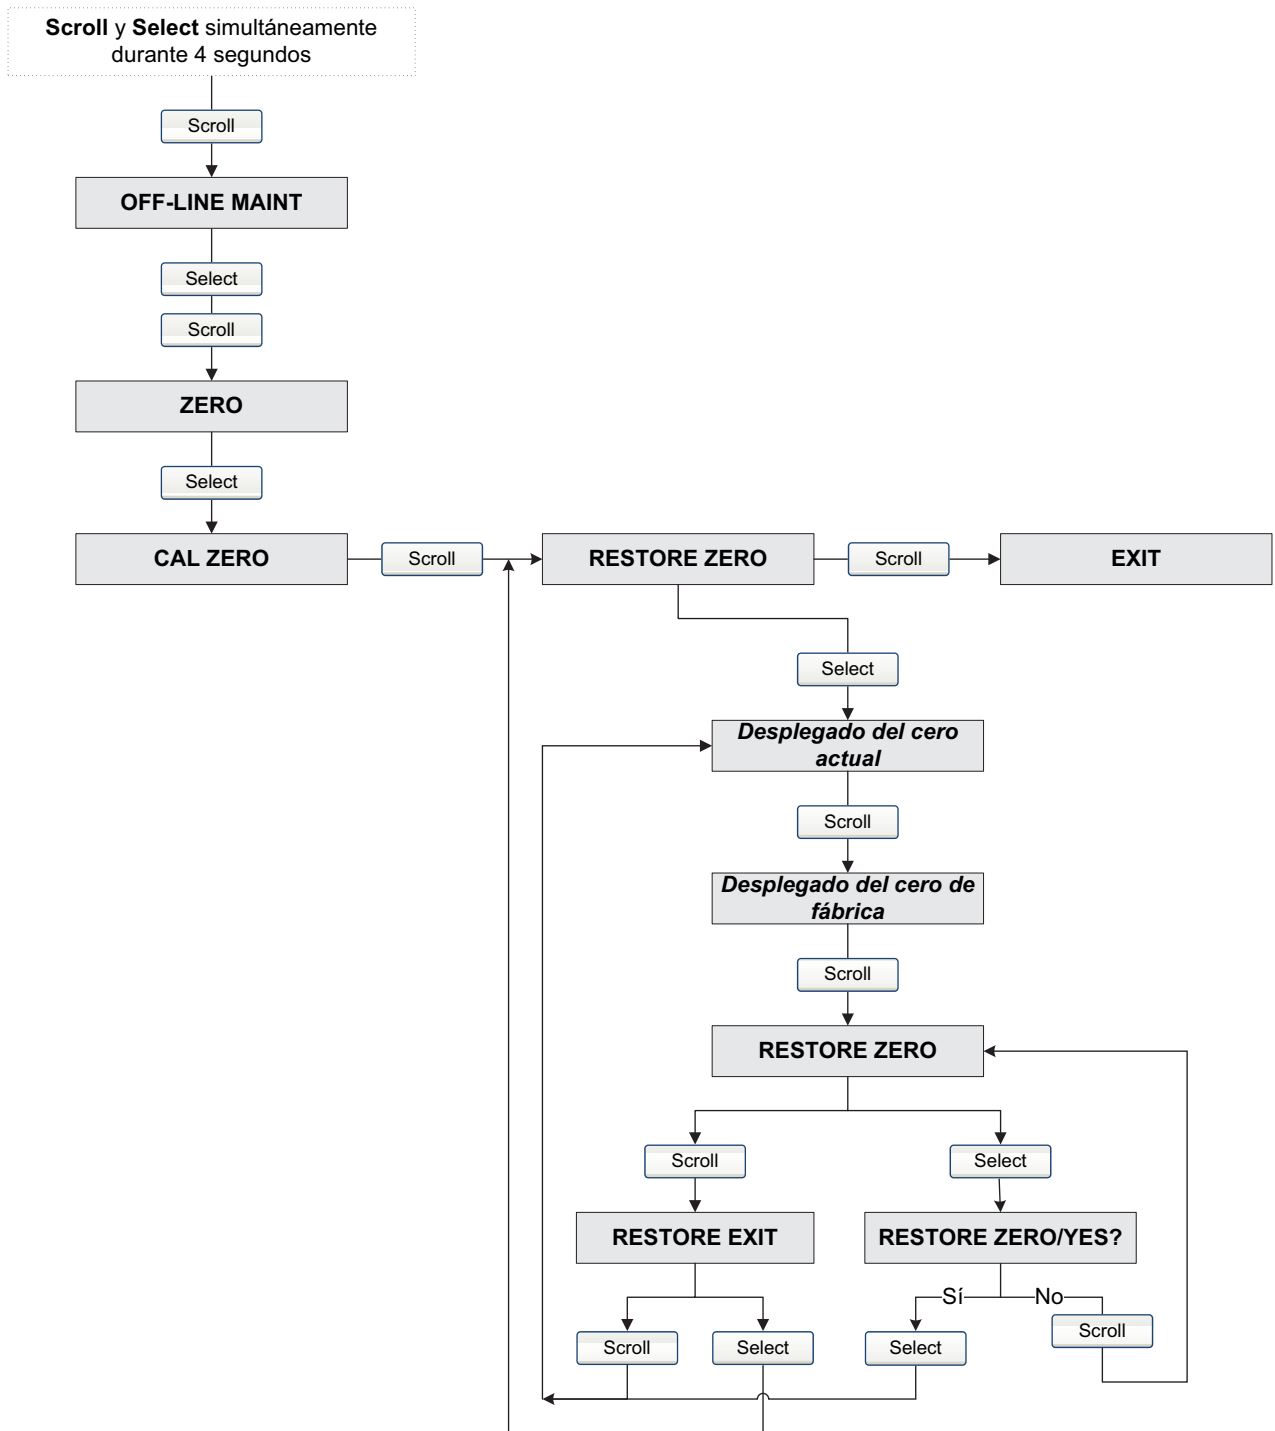 Scroll y Select simultáneamente
durante 4 segundos
Scroll
OFF-LINE MAINT
Select
Scroll
ZERO
Select
CAL ZERO
Scroll
RESTORE ZERO
Scroll
EXIT
Select
Desplegado del cero
actual
Scroll
Desplegado del cero de
fábrica
Scroll
RESTORE ZERO
Scroll
Select
RESTORE EXIT
RESTORE ZERO/YES?
Sí
No
Scroll
Select
Select
Scroll